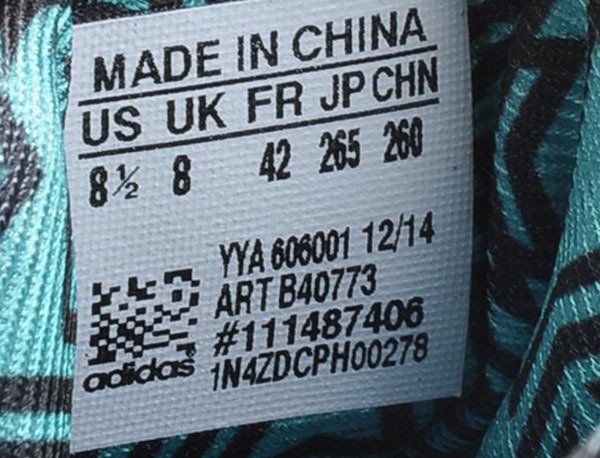 MADE IN CHINA
US UK FR JP CHN
8½ 8 42 265 260
YYA 606001 12/14
ART B40773
#111487406
adidas® 1N4ZDCPH00278